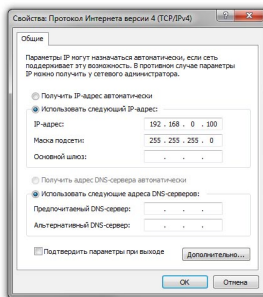 Свойства: Протокол Интернета версии 4 (TCP/IPv4)
Общие
Параметры IP могут назначаться автоматически, если сеть
поддерживает эту возможность. В противном случае параметры
IP можно получить у сетевого администратора.
Получить IP-адрес автоматически
Использовать следующий IP-адрес:
IP-адрес: 192 . 168 . 0 . 100
Маска подсети: 255 . 255 . 255 . 0
Основной шлюз: . . .
Получить адрес DNS-сервера автоматически
Использовать следующие адреса DNS-серверов:
Предпочитаемый DNS-сервер: . . .
Альтернативный DNS-сервер: . . .
Подтвердить параметры при выходе
Дополнительно...
OK Отмена